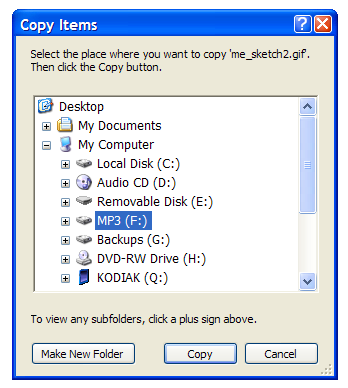 Copy Items
Select the place where you want to copy 'me_sketch2.gif'.
Then click the Copy button.
Desktop
My Documents
My Computer
Local Disk (C:)
Audio CD (D:)
Removable Disk (E:)
MP3 (F:)
Backups (G:)
DVD-RW Drive (H:)
KODIAK (Q:)
To view any subfolders, click a plus sign above.
Make New Folder Copy Cancel